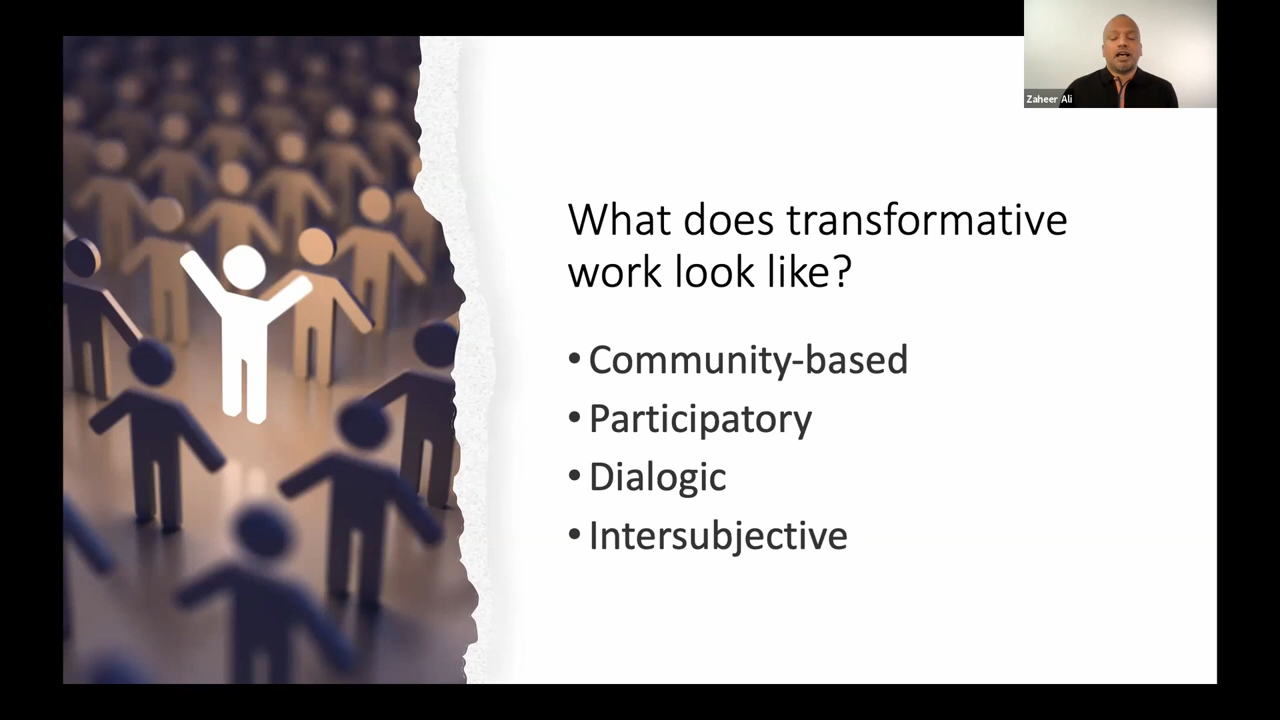 Zaheer Ali
What does transformative
work look like?
• Community-based
• Participatory
• Dialogic
• Intersubjective